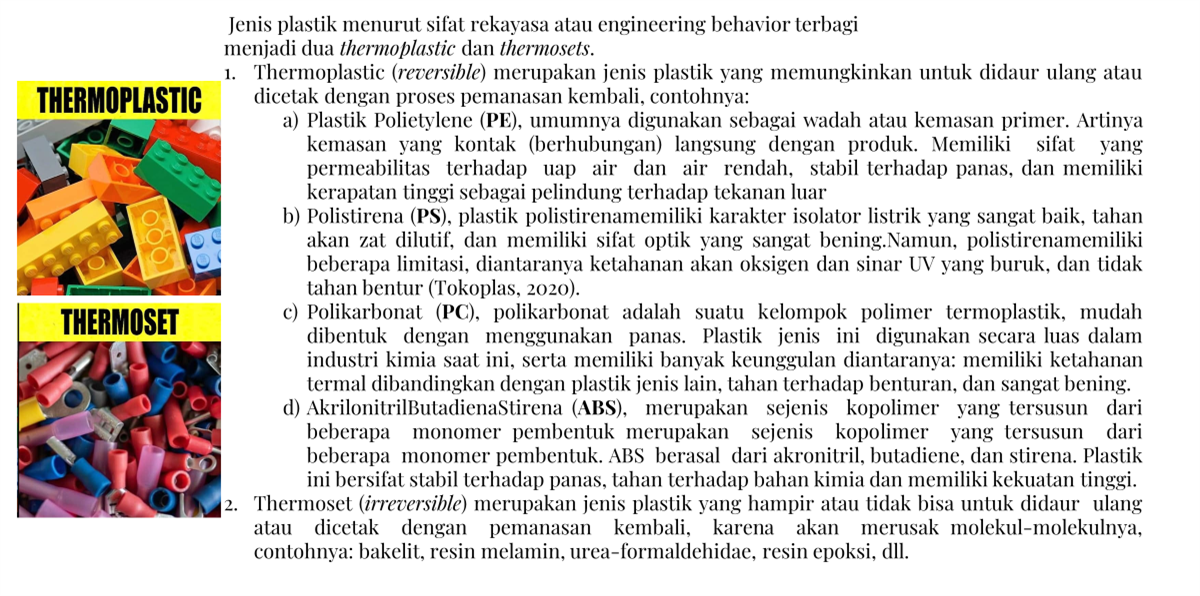 Jenis plastik menurut sifat rekayasa atau engineering behavior terbagi
menjadi dua thermoplastic dan thermosets.
1. Thermoplastic (reversible) merupakan jenis plastik yang memungkinkan untuk didaur ulang atau
dicetak dengan proses pemanasan kembali, contohnya:
a) Plastik Polietylene (PE), umumnya digunakan sebagai wadah atau kemasan primer. Artinya
kemasan yang kontak (berhubungan) langsung dengan produk. Memiliki sifat yang
permeabilitas terhadap uap air dan air rendah, stabil terhadap panas, dan memiliki
kerapatan tinggi sebagai pelindung terhadap tekanan luar
b) Polistirena (PS), plastik polistirenamemiliki karakter isolator listrik yang sangat baik, tahan
akan zat dilutif, dan memiliki sifat optik yang sangat bening.Namun, polistirenamemiliki
beberapa limitasi, diantaranya ketahanan akan oksigen dan sinar UV yang buruk, dan tidak
tahan bentur (Tokoplas, 2020).
c) Polikarbonat (PC), polikarbonat adalah suatu kelompok polimer termoplastik, mudah
dibentuk dengan menggunakan panas. Plastik jenis ini digunakan secara luas dalam
industri kimia saat ini, serta memiliki banyak keunggulan diantaranya: memiliki ketahanan
termal dibandingkan dengan plastik jenis lain, tahan terhadap benturan, dan sangat bening.
d) AkrilonitrilButadienaStirena (ABS), merupakan sejenis kopolimer yang tersusun dari
beberapa monomer pembentuk merupakan sejenis kopolimer yang tersusun dari
beberapa monomer pembentuk. ABS berasal dari akronitril, butadiene, dan stirena. Plastik
ini bersifat stabil terhadap panas, tahan terhadap bahan kimia dan memiliki kekuatan tinggi.
2. Thermoset (irreversible) merupakan jenis plastik yang hampir atau tidak bisa untuk didaur ulang
atau dicetak dengan pemanasan kembali, karena akan merusak molekul-molekulnya,
contohnya: bakelit, resin melamin, urea-formaldehidae, resin epoksi, dll.
THERMOPLASTIC
THERMOSET